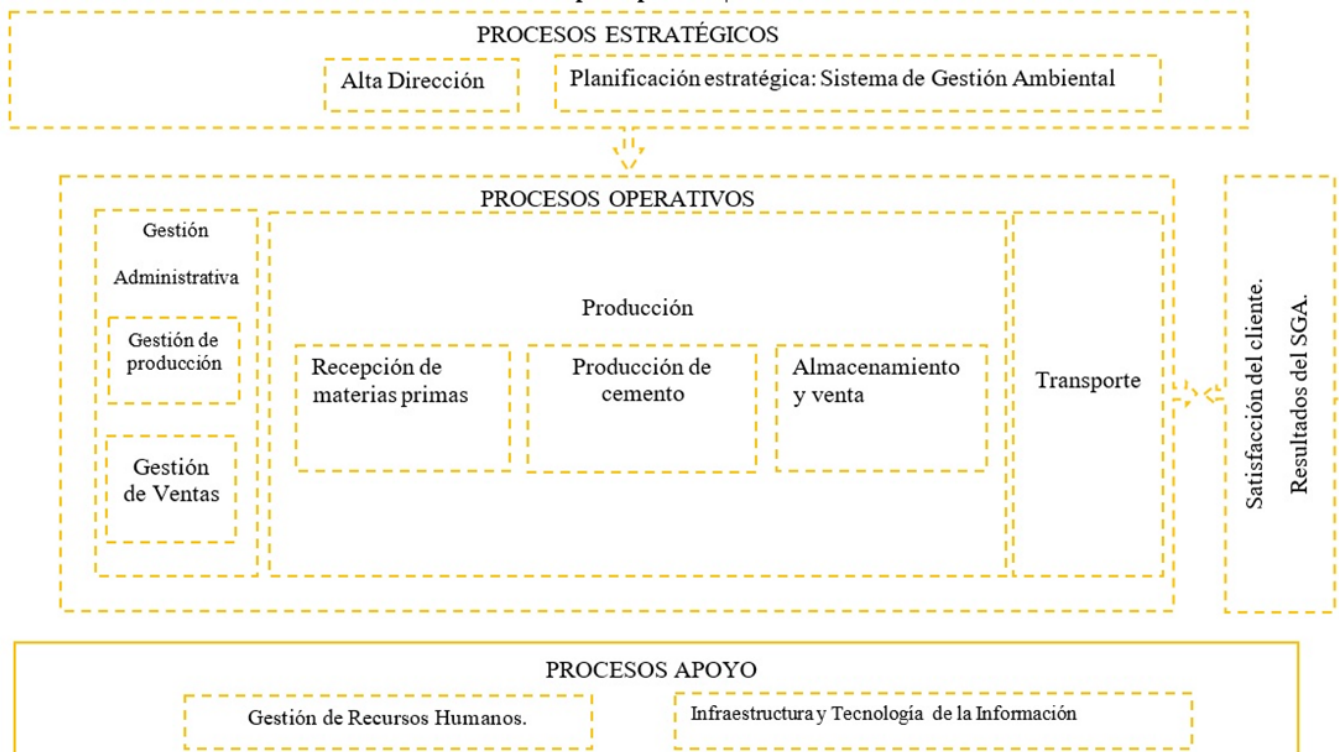 PROCESOS ESTRATÉGICOS
Alta Dirección
Planificación estratégica: Sistema de Gestión Ambiental
PROCESOS OPERATIVOS
Gestión
Administrativa
Gestión de
producción
Gestión
de Ventas
Producción
Recepción de
materias primas
Producción de
cemento
Almacenamiento
y venta
Transporte
Satisfacción del cliente.
Resultados del SGA.
PROCESOS APOYO
Gestión de Recursos Humanos.
Infraestructura y Tecnología de la Información